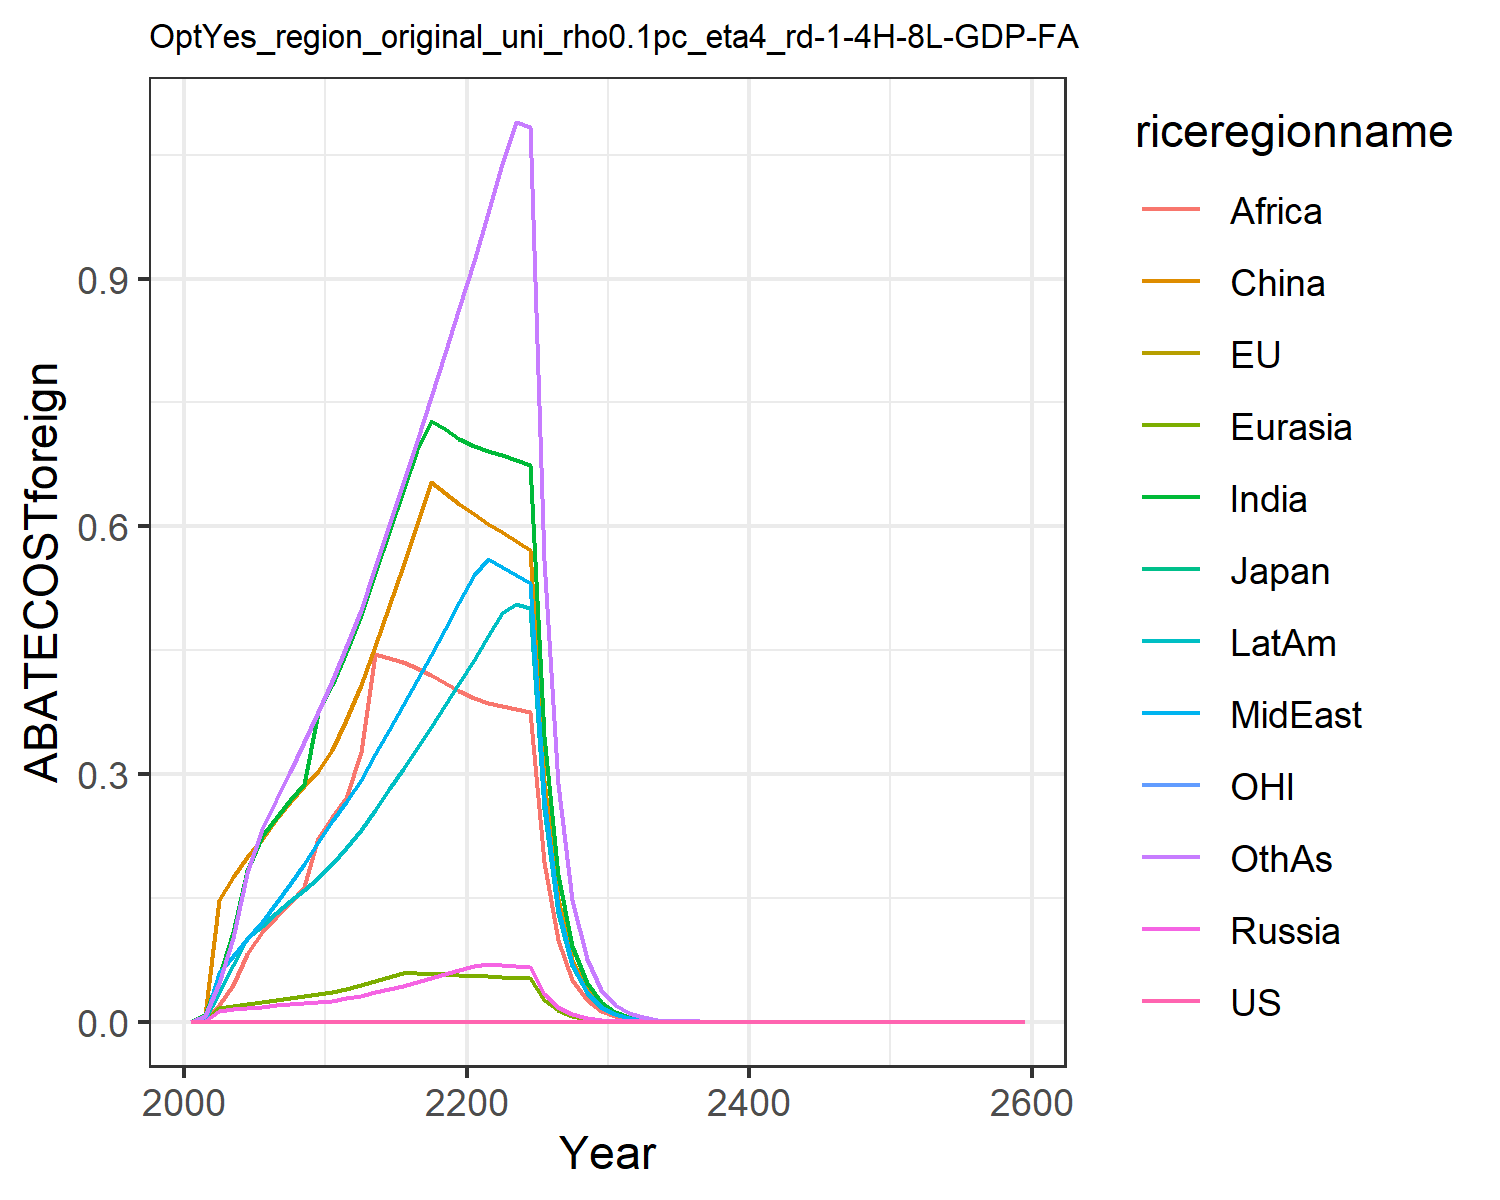 OptYes_region_original_uni_rho0.1pc_eta4_rd-1-4H-8L-GDP-FA
ABATECOSTforeign
0.9
0.6
0.3
0.0
2000 2200 2400 2600
Year
riceregionname
Africa
China
EU
Eurasia
India
Japan
LatAm
MidEast
OHI
OthAs
Russia
US